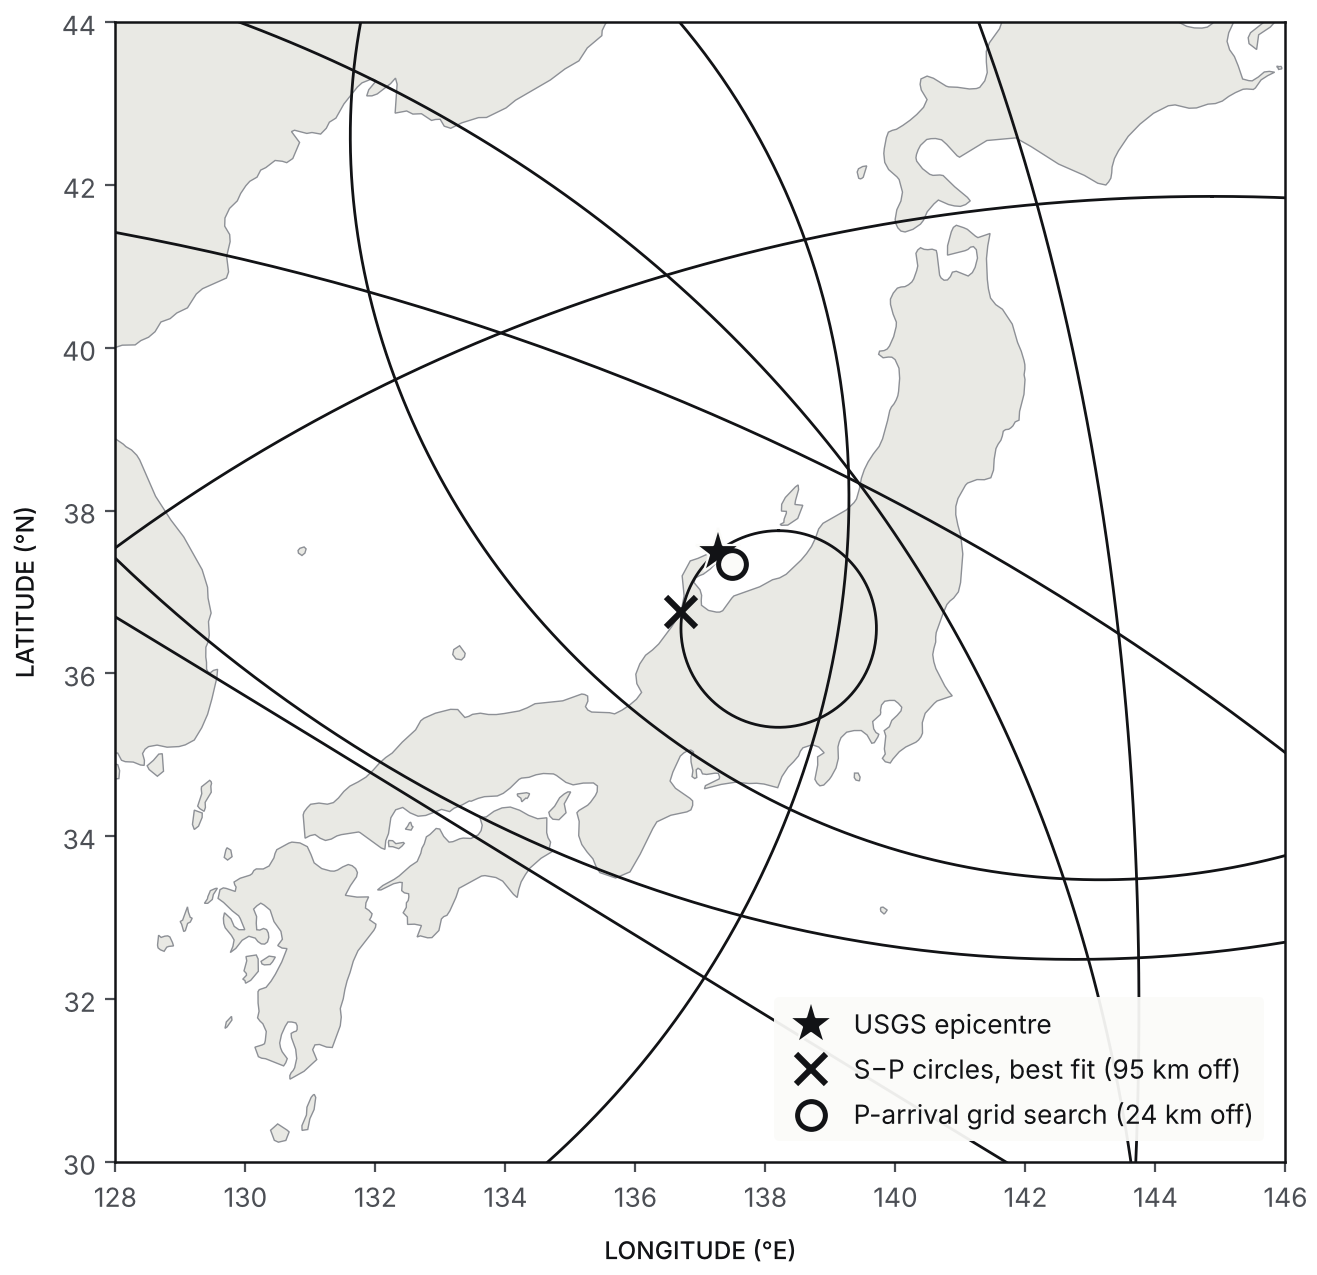 44
42
40
38
36
34
32
30
LATITUDE (°N)
128 130 132 134 136 138 140 142 144 146
LONGITUDE (°E)
USGS epicentre
S−P circles, best fit (95 km off)
P-arrival grid search (24 km off)